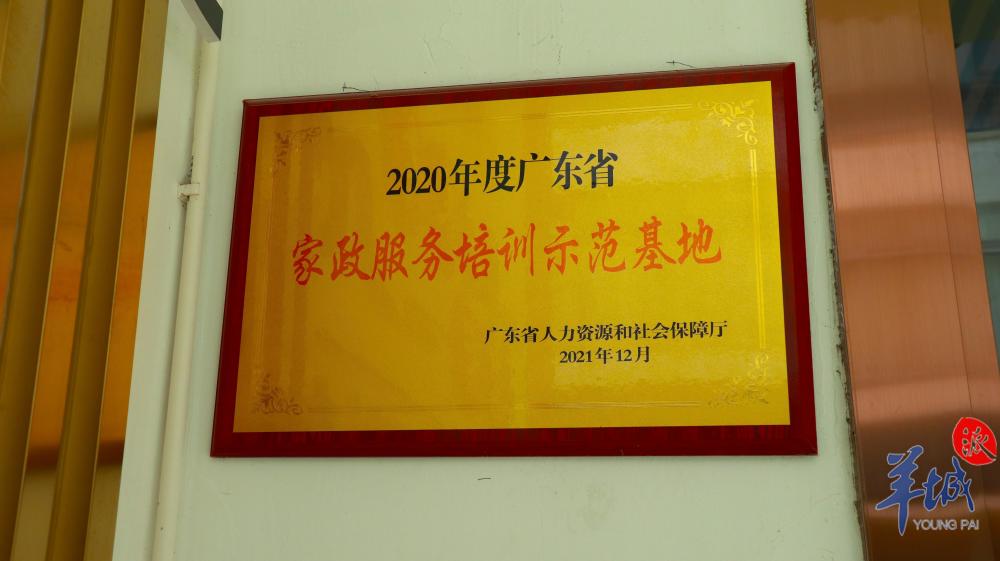 2020年度广东省
家政服务培训示范基地
广东省人力资源和社会保障厅
2021年12月
羊城派
YOUNG PAI